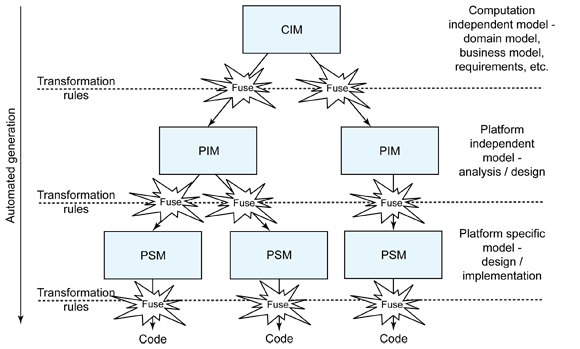 Computation
independent model -
domain model,
business model,
requirements, etc.
CIM
Transformation
rules
Fuse
Fuse
Automated generation
PIM
PIM
Platform
independent
model -
analysis / design
Transformation
rules
Fuse
Fuse
Fuse
PSM
PSM
PSM
Platform specific
model -
design /
implementation
Transformation
rules
Fuse
Fuse
Fuse
Code
Code
Code